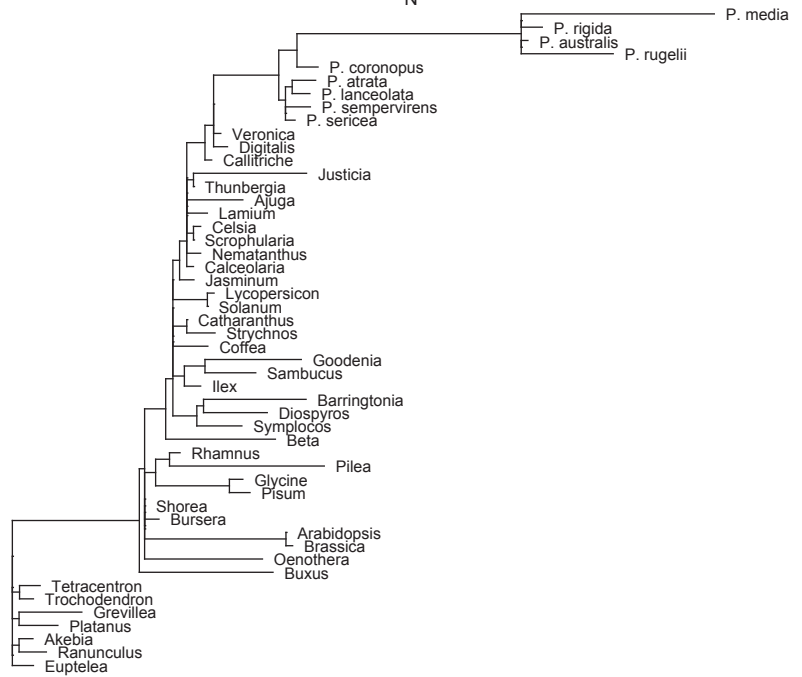 P. media
P. rigida
P. australis
P. rugelii
P. coronopus
P. atrata
P. lanceolata
P. sempervirens
P. sericea
Veronica
Digitalis
Callitriche
Justicia
Thunbergia
Ajuga
Lamium
Celsia
Scrophularia
Nematanthus
Calceolaria
Jasminum
Lycopersicon
Solanum
Catharanthus
Strychnos
Coffea
Goodenia
Sambucus
Ilex
Barringtonia
Diospyros
Symplocos
Beta
Rhamnus
Pilea
Glycine
Pisum
Shorea
Bursera
Arabidopsis
Brassica
Oenothera
Buxus
Tetracentron
Trochodendron
Grevillea
Platanus
Akebia
Ranunculus
Euptelea